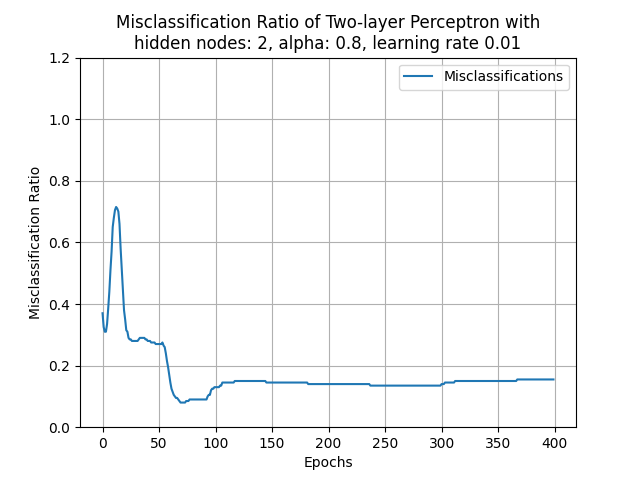 Misclassification Ratio of Two-layer Perceptron with
hidden nodes: 2, alpha: 0.8, learning rate 0.01
Misclassifications
Misclassification Ratio
1.2
1.0
0.8
0.6
0.4
0.2
0.0
0 50 100 150 200 250 300 350 400
Epochs